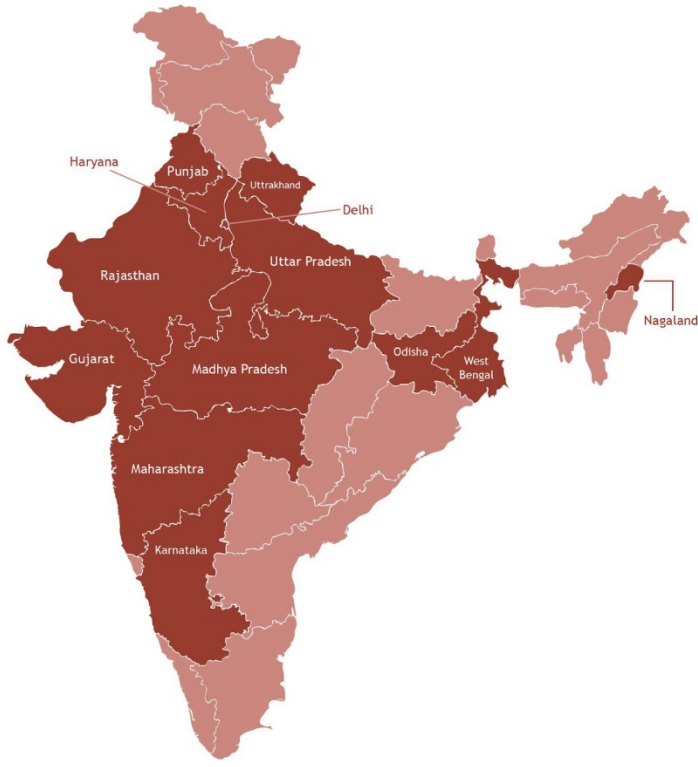 Haryana
Punjab
Uttrakhand
Delhi
Rajasthan
Uttar Pradesh
Nagaland
Gujarat
Madhya Pradesh
Odisha
West
Bengal
Maharashtra
Karnataka